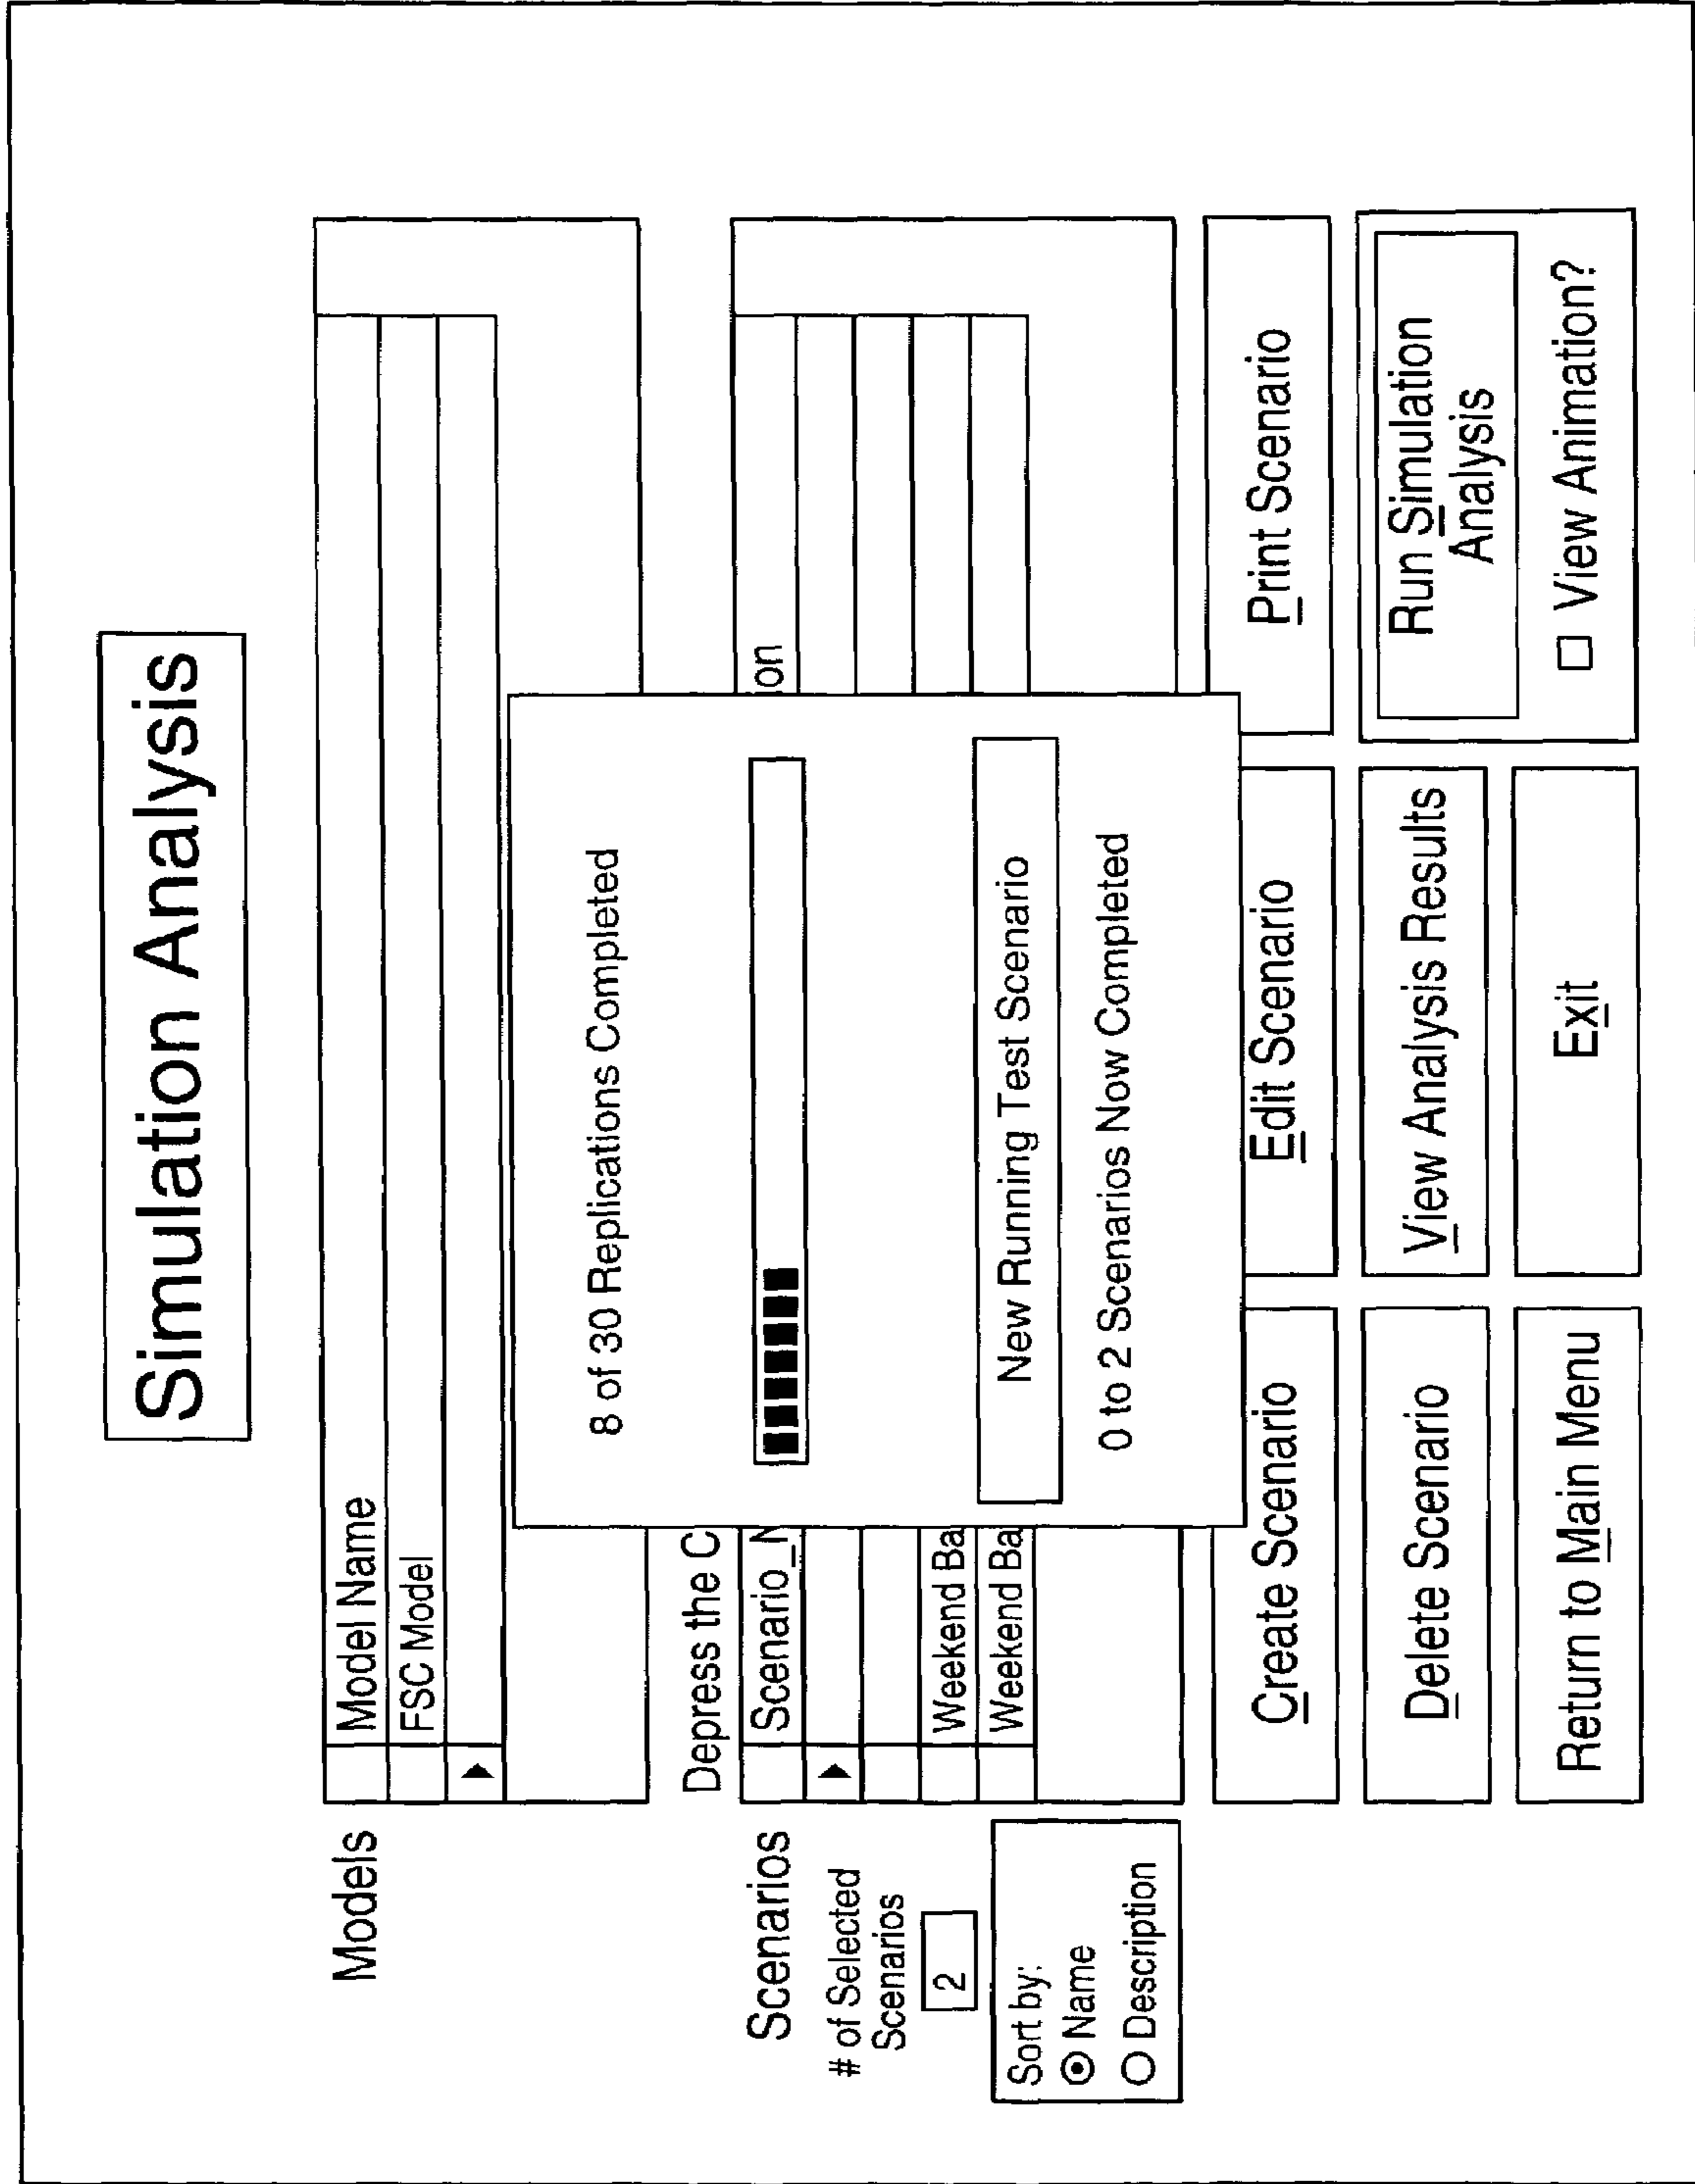 Simulation Analysis
Models
Model Name
FSC Model
8 of 30 Replications Completed
Depress the C
Scenarios
Scenario_N
on
# of Selected
Scenarios
2
Weekend Ba
Weekend Ba
New Running Test Scenario
0 to 2 Scenarios Now Completed
Sort by:
Name
Description
Create Scenario
Edit Scenario
Print Scenario
Delete Scenario
View Analysis Results
Run Simulation
Analysis
Return to Main Menu
Exit
View Animation?